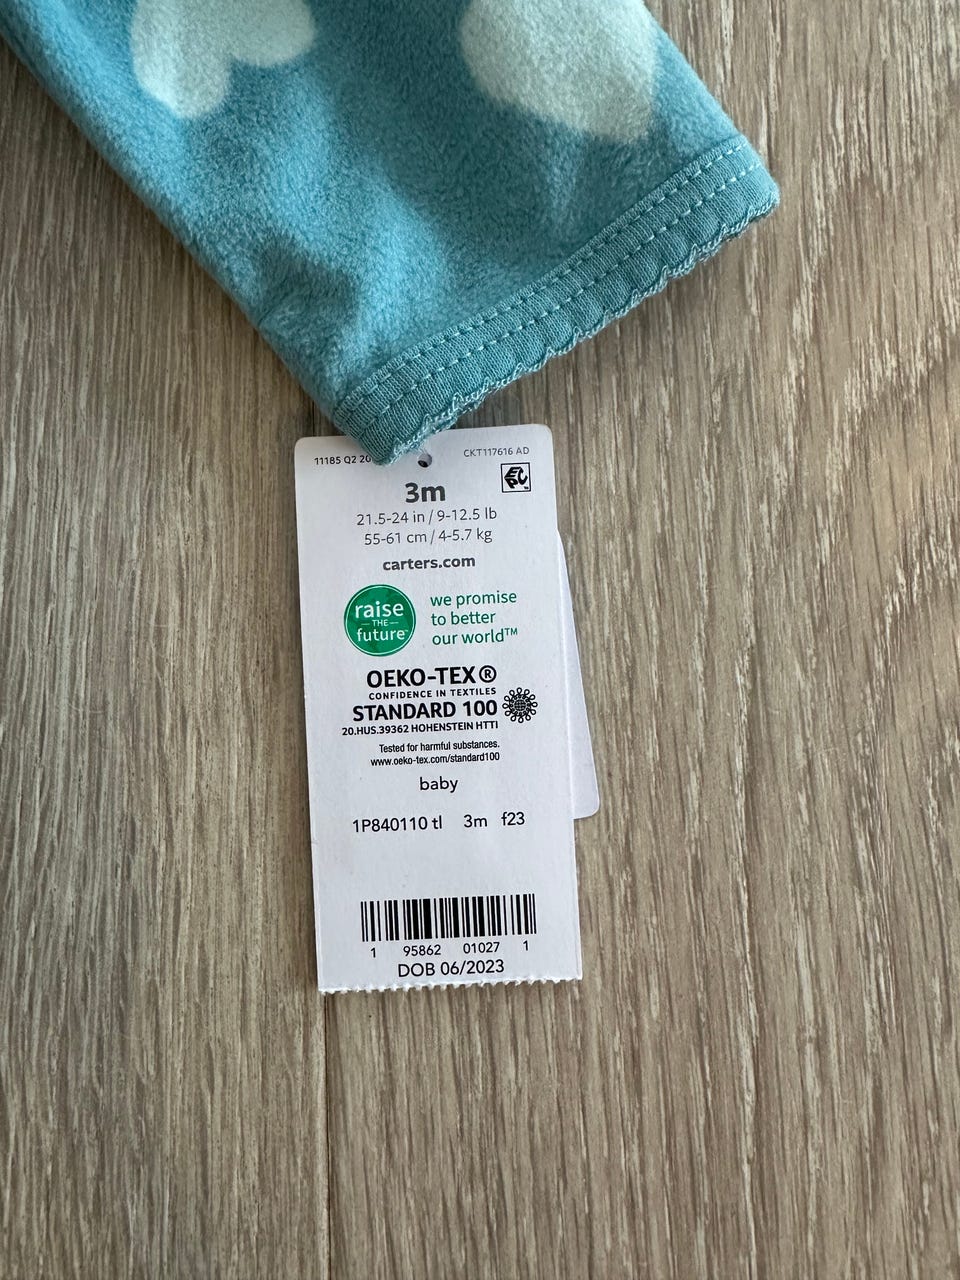 11185 Q2 20
CKT117616 AD
EPC
3m
21.5-24 in / 9-12.5 lb
55-61 cm / 4-5.7 kg
carters.com
raise
THE
future™
we promise
to better
our world™
OEKO-TEX®
CONFIDENCE IN TEXTILES
STANDARD 100
20.HUS.39362 HOHENSTEIN HTTI
Tested for harmful substances.
www.oeko-tex.com/standard100
baby
1P840110 tl 3m f23
1 95862 01027 1
DOB 06/2023